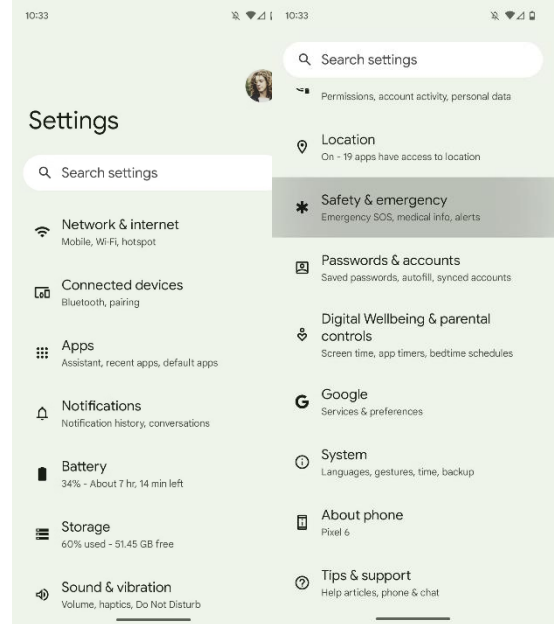 10:33
Settings
Search settings
Network & internet
Mobile, Wi-Fi, hotspot
Connected devices
Bluetooth, pairing
Apps
Assistant, recent apps, default apps
Notifications
Notification history, conversations
Battery
34% - About 7 hr, 14 min left
Storage
60% used - 51.45 GB free
Sound & vibration
Volume, haptics, Do Not Disturb
10:33
Search settings
Permissions, account activity, personal data
Location
On - 19 apps have access to location
Safety & emergency
Emergency SOS, medical info, alerts
Passwords & accounts
Saved passwords, autofill, synced accounts
Digital Wellbeing & parental
controls
Screen time, app timers, bedtime schedules
Google
Services & preferences
System
Languages, gestures, time, backup
About phone
Pixel 6
Tips & support
Help articles, phone & chat